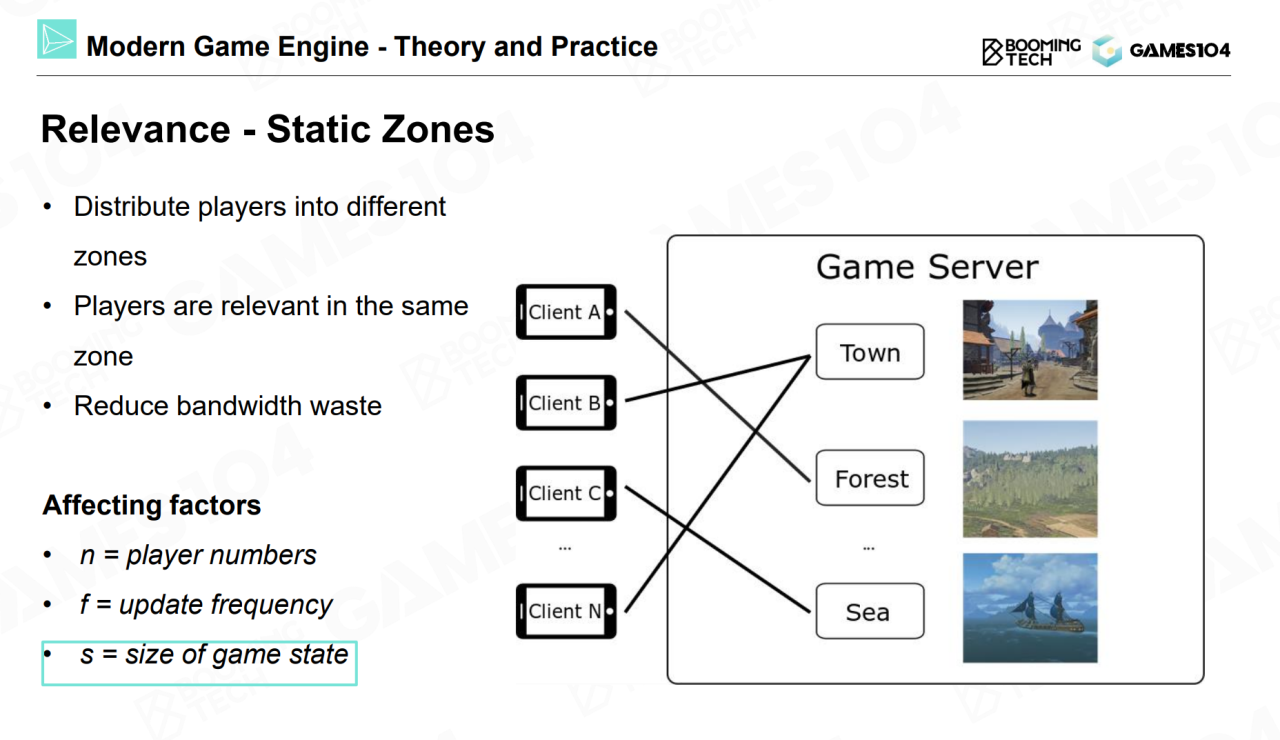 Modern Game Engine - Theory and Practice
BOOMING
TECH
GAMES104
Relevance - Static Zones
• Distribute players into different
zones
• Players are relevant in the same
zone
• Reduce bandwidth waste
Affecting factors
• n = player numbers
• f = update frequency
• s = size of game state
Game Server
Client A
Client B
Client C
...
Client N
Town
Forest
...
Sea